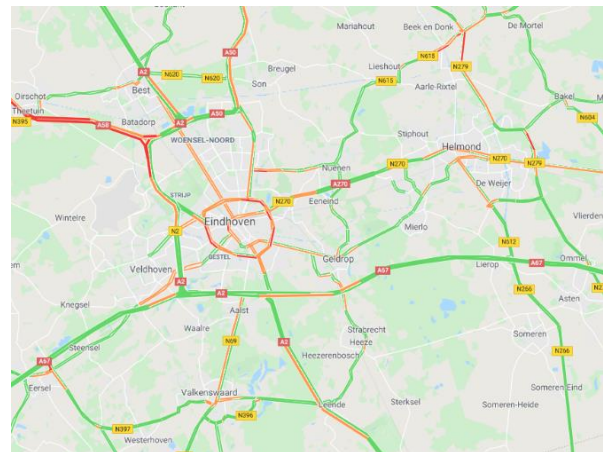 Mariahout
Beek en Donk
De Mortel
A50
N615
A2
N620
N620
Breugel
Lieshout
N279
Son
N615
Aarle-Rixtel
Best
Oirschot
Bakel
Theetuin
N395
A58
Batadorp
A2
A50
N604
WOENSEL-NOORD
Stiphout
Helmond
Nuenen
N270
N270
N279
STRIJP
A270
De Weijer
N270
Eeneind
Wintelre
Eindhoven
Vlierden
N2
Mierlo
N612
GESTEL
Geldrop
Veldhoven
A67
Lierop
A67
Ommel
A2
N266
Knegsel
A2
Aalst
Asten
Waalre
Strabrecht
Someren
Steensel
N69
A2
Heeze
N266
Heezerenbosch
A67
Eersel
Valkenswaard
Someren Eind
Leende
Sterksel
Someren-Heide
N396
N397
Westerhoven